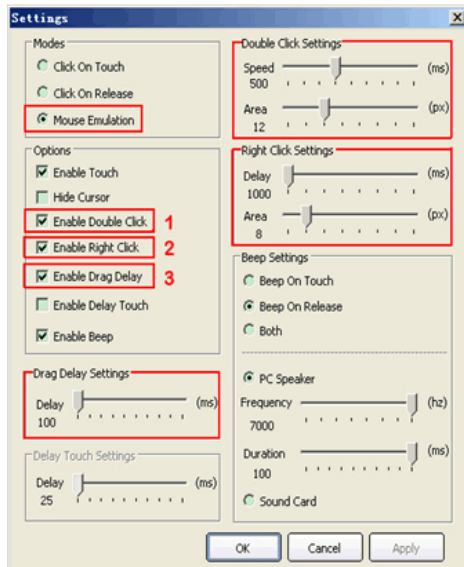 Settings
Modes
Click On Touch
Click On Release
Mouse Emulation
Options
Enable Touch
Hide Cursor
Enable Double Click 1
Enable Right Click 2
Enable Drag Delay 3
Enable Delay Touch
Enable Beep
Drag Delay Settings
Delay (ms)
100
Delay Touch Settings
Delay (ms)
25
Double Click Settings
Speed (ms)
500
Area (px)
12
Right Click Settings
Delay (ms)
1000
Area (px)
8
Beep Settings
Beep On Touch
Beep On Release
Both
PC Speaker
Frequency (hz)
7000
Duration (ms)
100
Sound Card
OK Cancel Apply